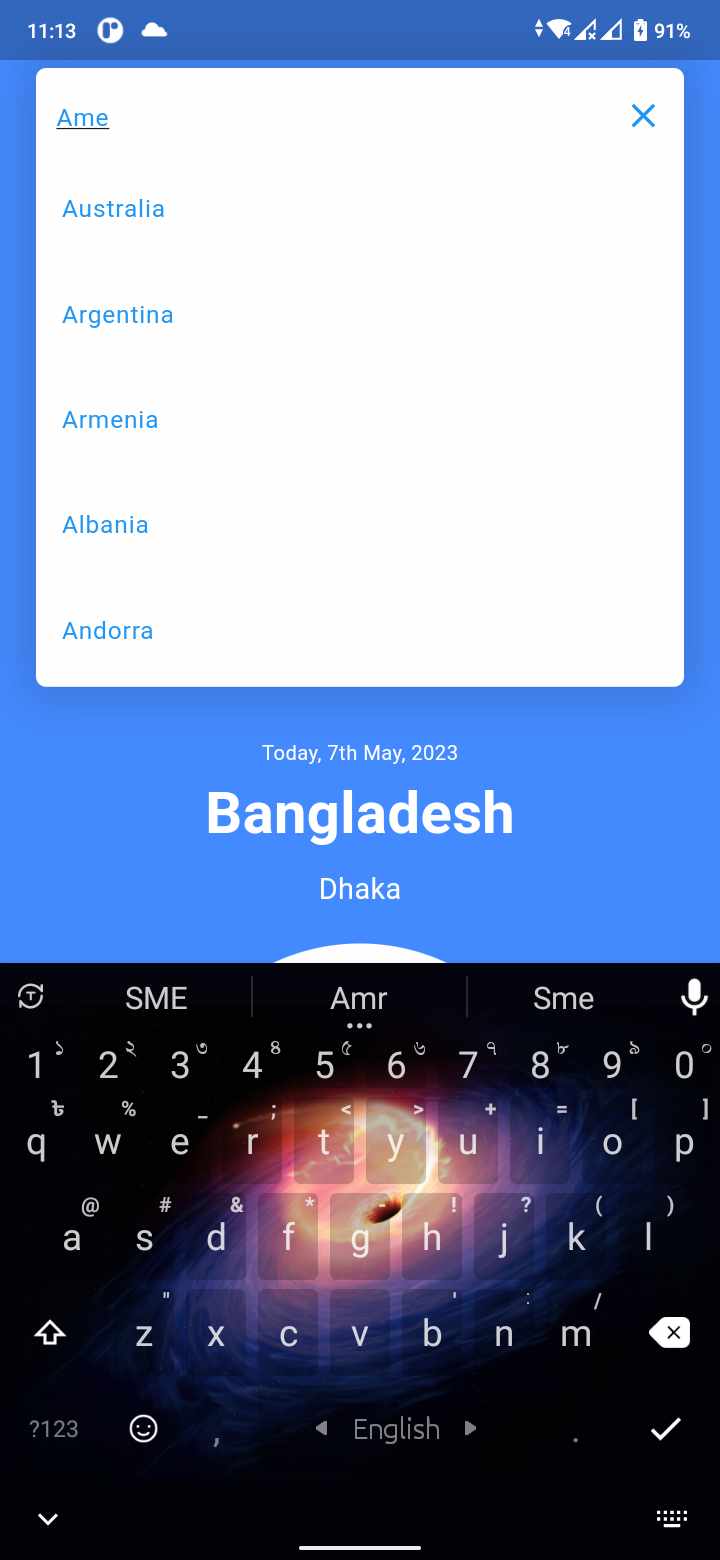 11:13 4 91%
Ame
Australia
Argentina
Armenia
Albania
Andorra
Today, 7th May, 2023
Bangladesh
Dhaka
SME Amr Sme
1 ১ 2 ২ 3 ৩ 4 ৪ 5 ৫ 6 ৬ 7 ৭ 8 ৮ 9 ৯ 0 ০
৳ % _ ; < > + = [ ]
q w e r t y u i o p
@ # & * - ! ? ( )
a s d f g h j k l
" ' : /
z x c v b n m
?123 , English .